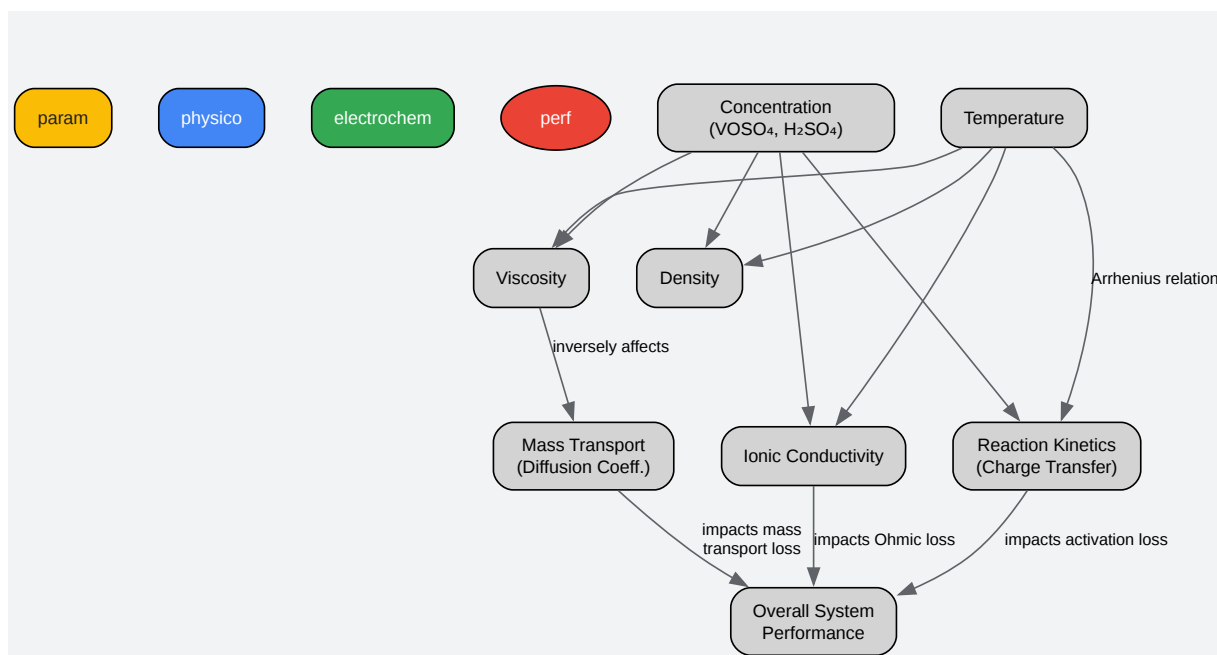 param
physico
electrochem
perf
Concentration
(VOSO₄, H₂SO₄)
Temperature
Viscosity
Density
Arrhenius relation
inversely affects
Mass Transport
(Diffusion Coeff.)
Ionic Conductivity
Reaction Kinetics
(Charge Transfer)
impacts mass
transport loss
impacts Ohmic loss
impacts activation loss
Overall System
Performance